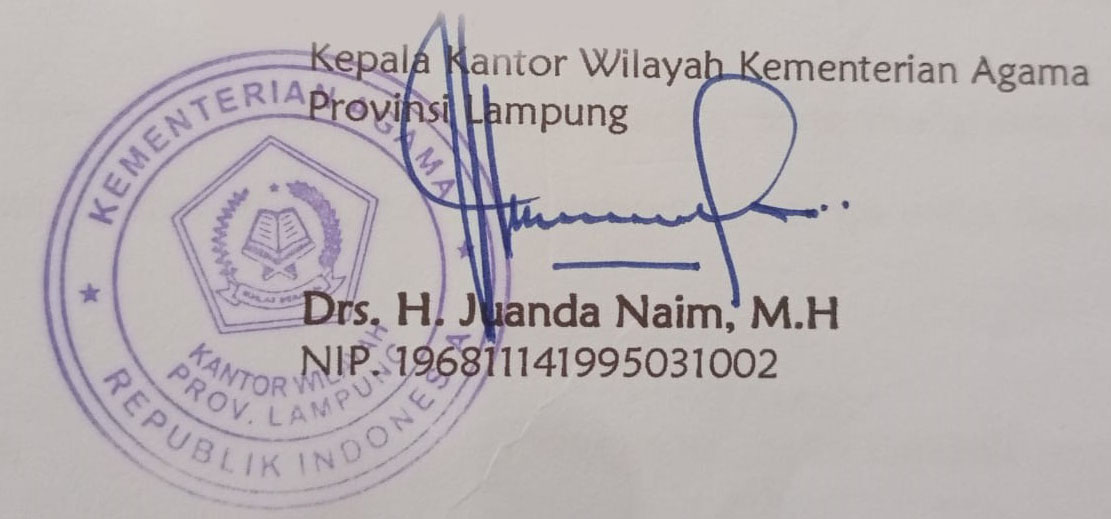 Kepala Kantor Wilayah Kementerian Agama
Provinsi Lampung
KEMENTERIAN AGAMA
Drs. H. Juanda Naim, M.H
NIP. 196811141995031002
KANTOR WILAYAH
PROV. LAMPUNG
REPUBLIK INDONESIA